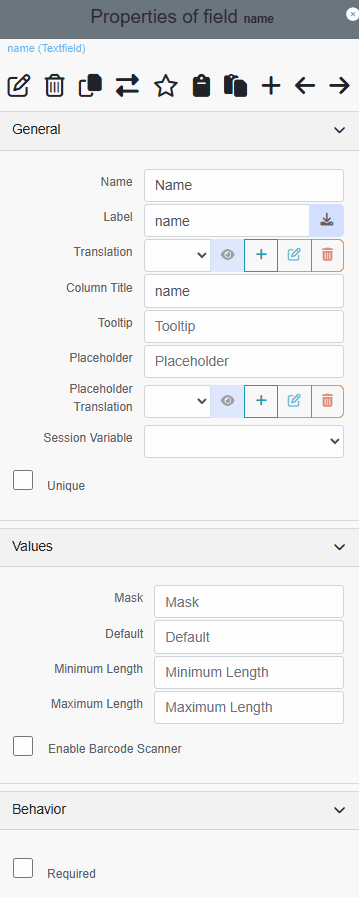 Properties of field name
name (Textfield)
General
Name Name
Label name
Translation
Column Title name
Tooltip Tooltip
Placeholder Placeholder
Placeholder
Translation
Session Variable
Unique
Values
Mask Mask
Default Default
Minimum Length Minimum Length
Maximum Length Maximum Length
Enable Barcode Scanner
Behavior
Required